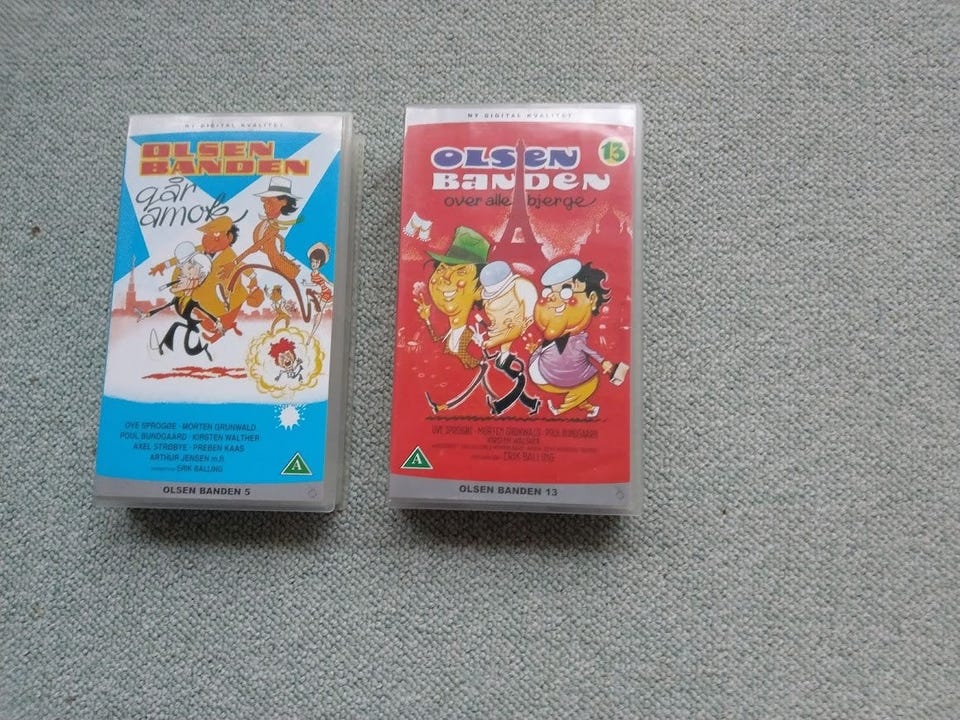 NY DIGITAL KVALITET
OLSEN
BANDEN
går
amok
OVE SPROGØE · MORTEN GRUNWALD
POUL BUNDGAARD · KIRSTEN WALTHER
AXEL STRØBYE · PREBEN KAAS
ARTHUR JENSEN m.fl.
ERIK BALLING
A
OLSEN BANDEN 5
NY DIGITAL KVALITET
OLSEN
BANDEN
13
over alle bjerge
OVE SPROGØE · MORTEN GRUNWALD · POUL BUNDGAARD
KIRSTEN WALTHER
ERIK BALLING
A
OLSEN BANDEN 13